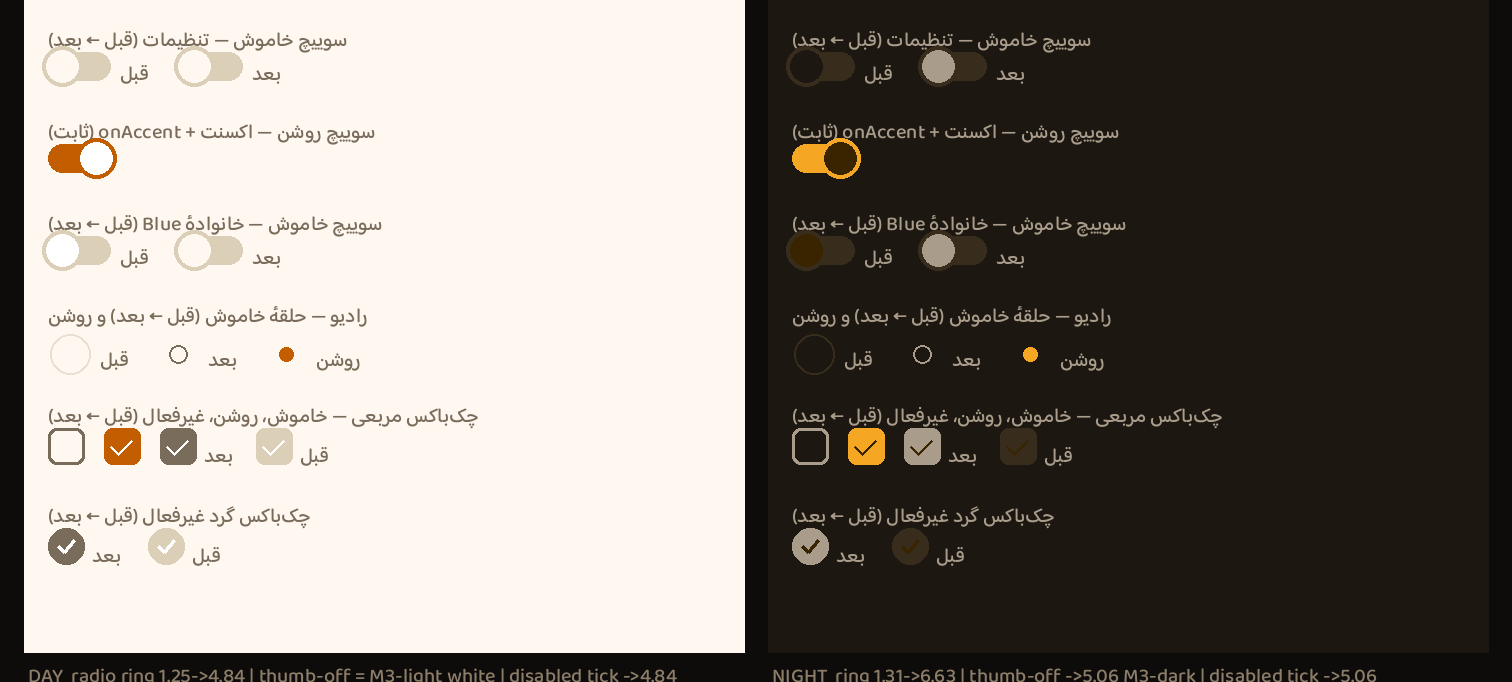 سوییچ خاموش — تنظیمات (قبل ← بعد)
قبل
بعد
سوییچ روشن — اکسنت + onAccent (ثابت)
سوییچ خاموش — خانوادهٔ Blue (قبل ← بعد)
قبل
بعد
رادیو — حلقهٔ خاموش (قبل ← بعد) و روشن
قبل
بعد
روشن
چک‌باکس مربعی — خاموش، روشن، غیرفعال (قبل ← بعد)
بعد
قبل
چک‌باکس گرد غیرفعال (قبل ← بعد)
بعد
قبل
DAY radio ring 1.25->4.84 | thumb-off = M3-light white | disabled tick ->4.84
سوییچ خاموش — تنظیمات (قبل ← بعد)
قبل
بعد
سوییچ روشن — اکسنت + onAccent (ثابت)
سوییچ خاموش — خانوادهٔ Blue (قبل ← بعد)
قبل
بعد
رادیو — حلقهٔ خاموش (قبل ← بعد) و روشن
قبل
بعد
روشن
چک‌باکس مربعی — خاموش، روشن، غیرفعال (قبل ← بعد)
بعد
قبل
چک‌باکس گرد غیرفعال (قبل ← بعد)
بعد
قبل
NIGHT ring 1.31->6.63 | thumb-off ->5.06 M3-dark | disabled tick ->5.06